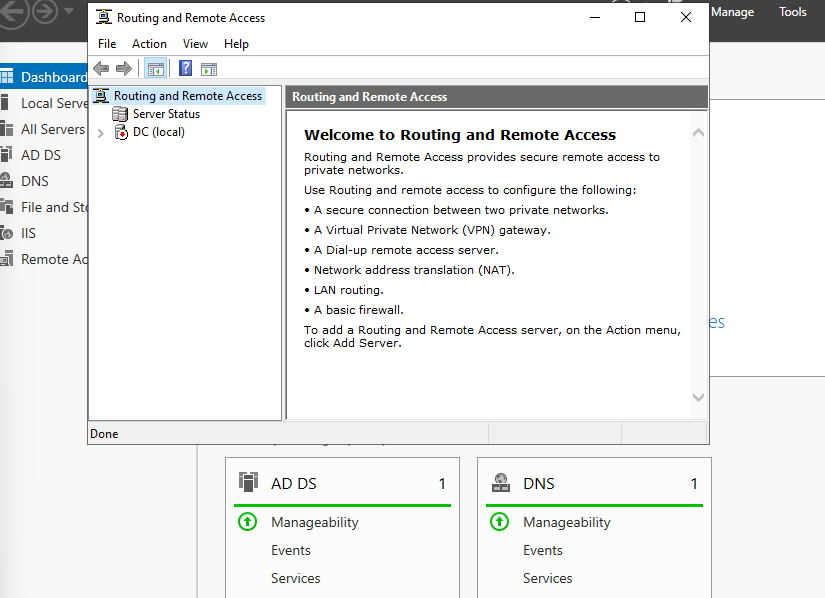 Routing and Remote Access
Manage
Tools
File Action View Help
Dashboard
Local Serve
All Servers
AD DS
DNS
File and Sto
IIS
Remote Ac
Routing and Remote Access
Server Status
DC (local)
Routing and Remote Access
Welcome to Routing and Remote Access
Routing and Remote Access provides secure remote access to
private networks.
Use Routing and remote access to configure the following:
• A secure connection between two private networks.
• A Virtual Private Network (VPN) gateway.
• A Dial-up remote access server.
• Network address translation (NAT).
• LAN routing.
• A basic firewall.
To add a Routing and Remote Access server, on the Action menu,
click Add Server.
es
Done
AD DS 1
Manageability
Events
Services
DNS 1
Manageability
Events
Services